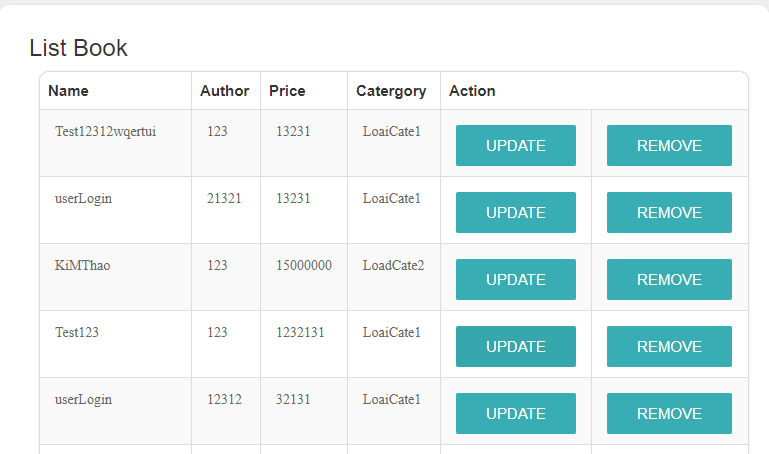 List Book
Name Author Price Catergory Action
Test12312wqertui 123 13231 LoaiCate1 UPDATE REMOVE
userLogin 21321 13231 LoaiCate1 UPDATE REMOVE
KiMThao 123 15000000 LoadCate2 UPDATE REMOVE
Test123 123 1232131 LoaiCate1 UPDATE REMOVE
userLogin 12312 32131 LoaiCate1 UPDATE REMOVE